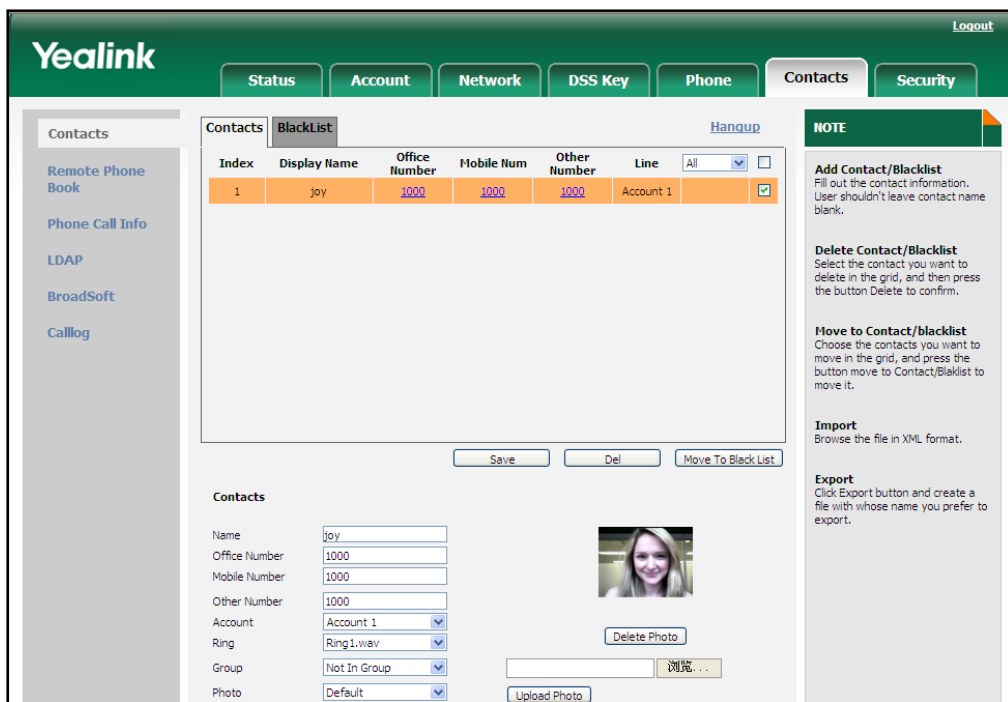 Logout
Yealink
Status Account Network DSS Key Phone Contacts Security
Contacts
Remote Phone
Book
Phone Call Info
LDAP
BroadSoft
Calllog
Contacts BlackList Hangup
Index Display Name Office Number Mobile Num Other Number Line All
1 joy 1000 1000 1000 Account 1
Save Del Move To Black List
Contacts
Name joy
Office Number 1000
Mobile Number 1000
Other Number 1000
Account Account 1
Ring Ring1.wav
Group Not In Group
Photo Default
Delete Photo
浏览...
Upload Photo
NOTE
Add Contact/Blacklist
Fill out the contact information.
User shouldn't leave contact name
blank.
Delete Contact/Blacklist
Select the contact you want to
delete in the grid, and then press
the button Delete to confirm.
Move to Contact/blacklist
Choose the contacts you want to
move in the grid, and press the
button move to Contact/Blaklist to
move it.
Import
Browse the file in XML format.
Export
Click Export button and create a
file with whose name you prefer to
export.